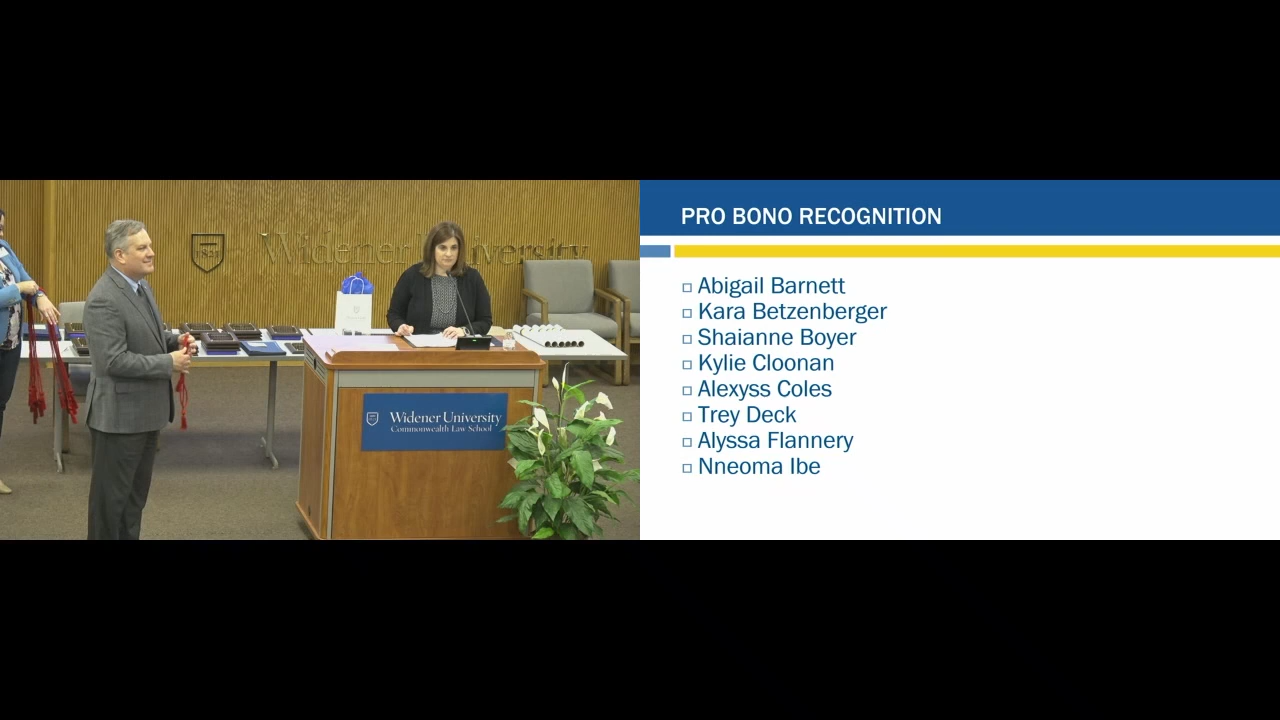 1821
Widener University
Widener University
Commonwealth Law School
PRO BONO RECOGNITION
Abigail Barnett
Kara Betzenberger
Shaianne Boyer
Kylie Cloonan
Alexyss Coles
Trey Deck
Alyssa Flannery
Nneoma Ibe